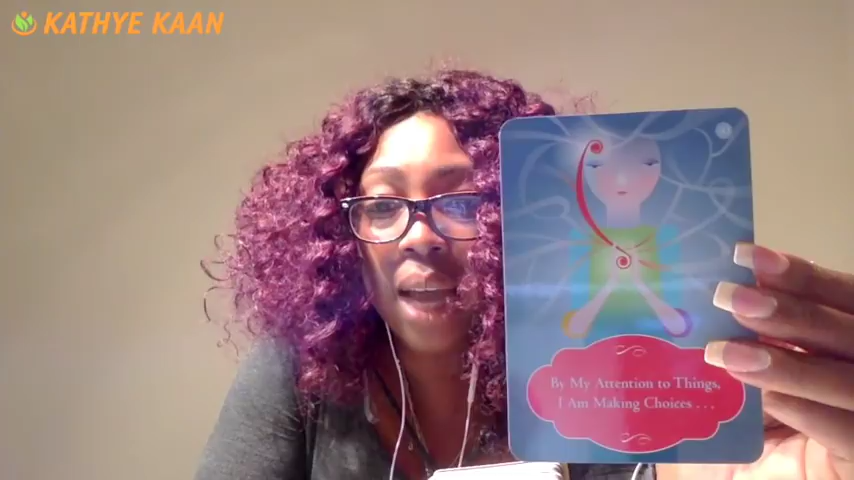 KATHYE KAAN
By My Attention to Things,
I Am Making Choices . . .